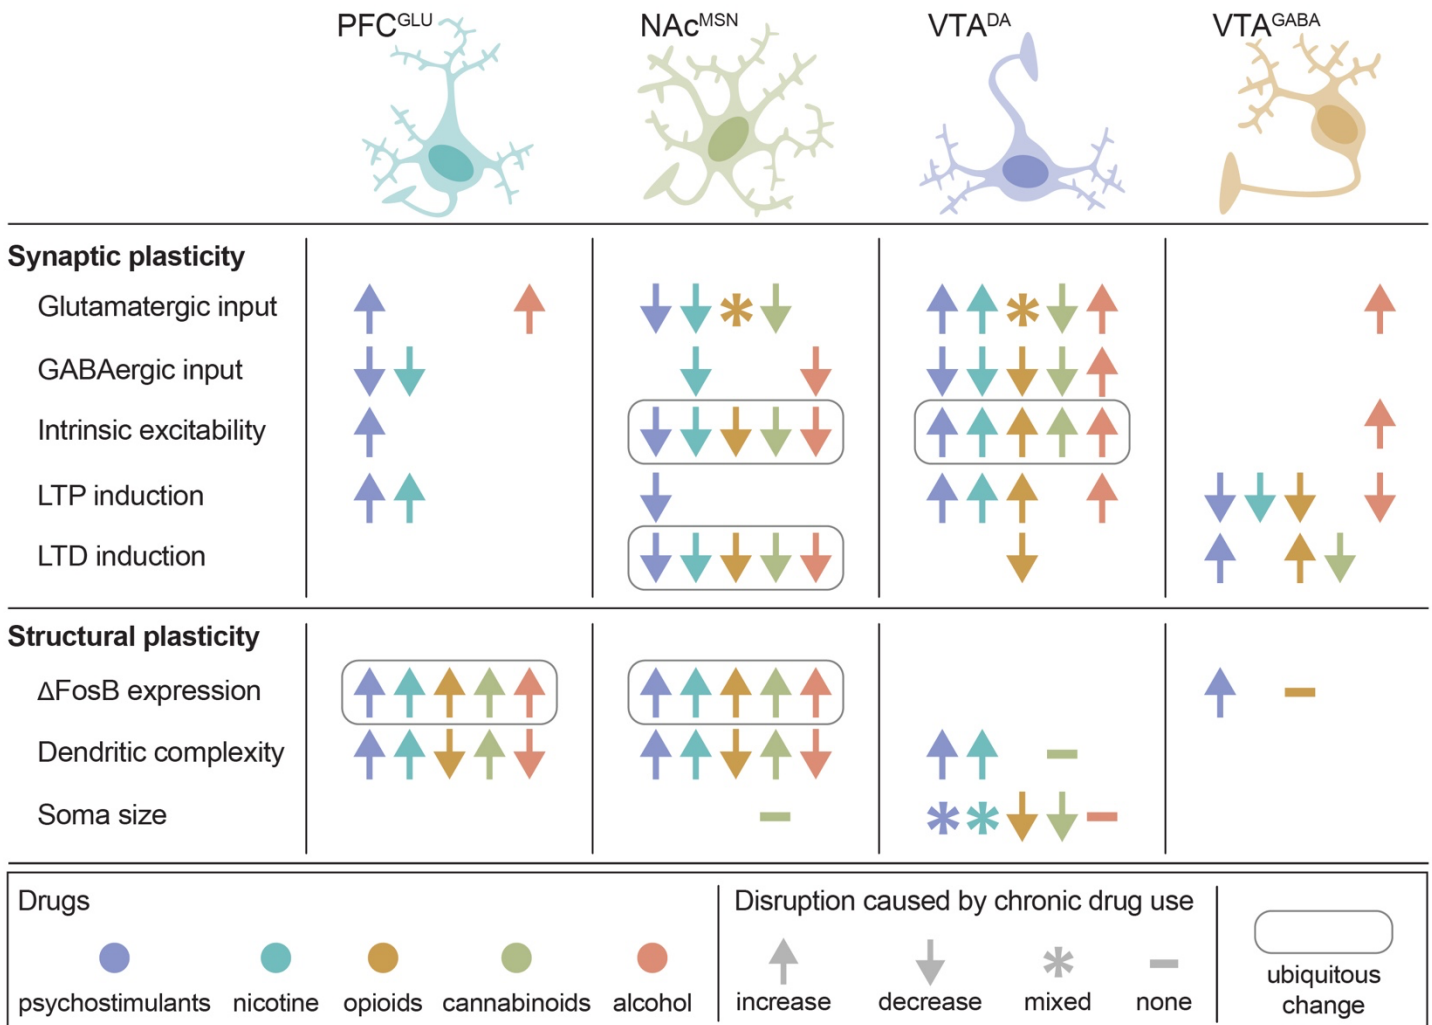 PFCᴳᴸᵁ NAcᴹˢᴺ VTAᴰᴬ VTAᴳᴬᴮᴬ
Synaptic plasticity
Glutamatergic input
GABAergic input
Intrinsic excitability
LTP induction
LTD induction
Structural plasticity
ΔFosB expression
Dendritic complexity
Soma size
Drugs
psychostimulants nicotine opioids cannabinoids alcohol
Disruption caused by chronic drug use
increase decrease mixed none
ubiquitous
change